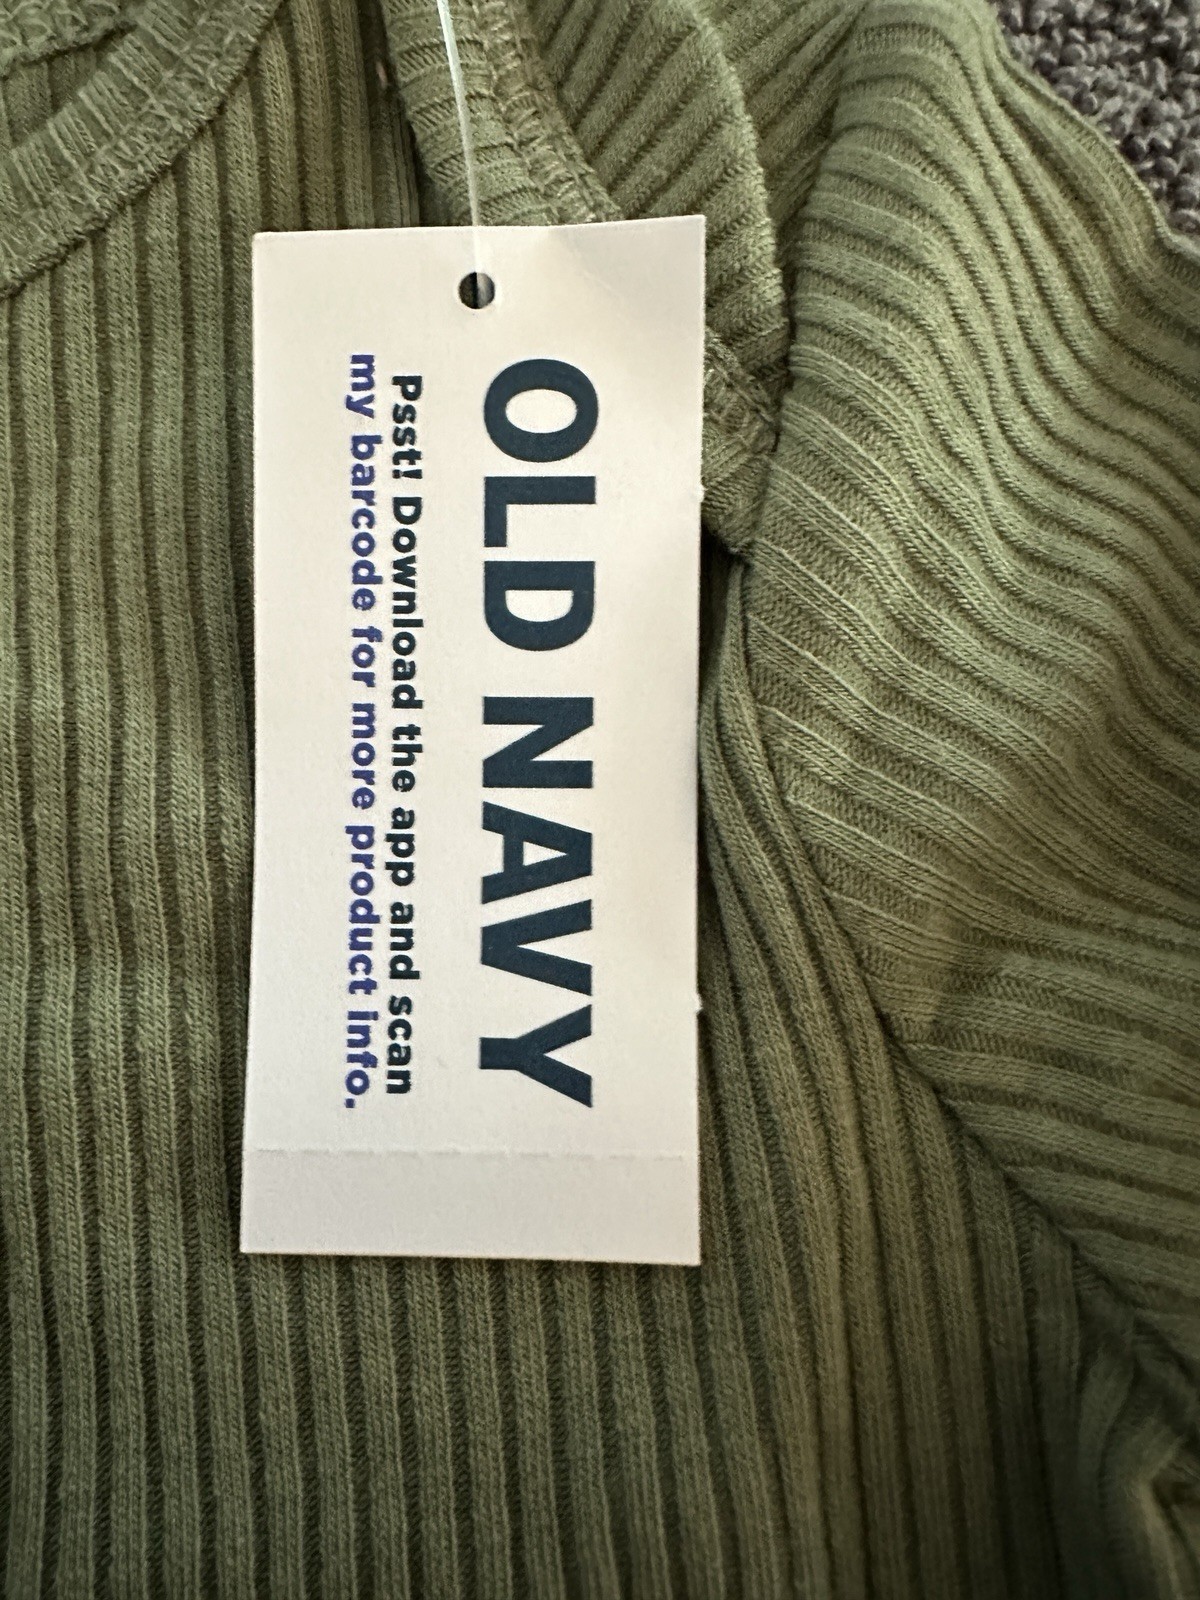 OLD NAVY
Psst! Download the app and scan
my barcode for more product info.